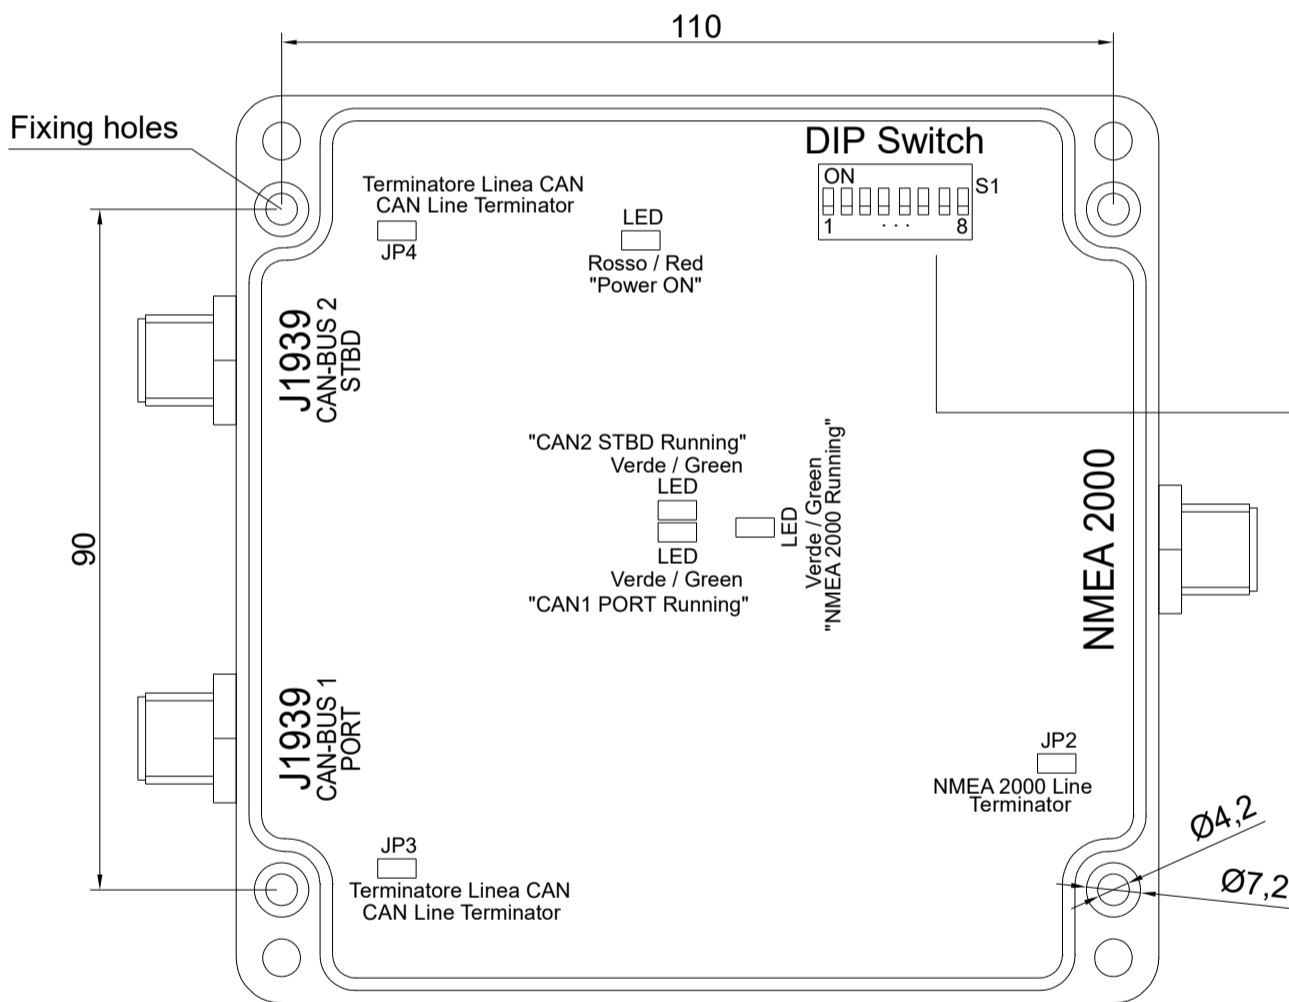 110
Fixing holes
DIP Switch
ON
S1
1
...
8
Terminatore Linea CAN
CAN Line Terminator
JP4
LED
Rosso / Red
"Power ON"
J1939
CAN-BUS 2
STBD
"CAN2 STBD Running"
Verde / Green
LED
LED
Verde / Green
"CAN1 PORT Running"
LED
Verde / Green
"NMEA 2000 Running"
NMEA 2000
90
J1939
CAN-BUS 1
PORT
JP2
NMEA 2000 Line
Terminator
Ø4,2
Ø7,2
JP3
Terminatore Linea CAN
CAN Line Terminator